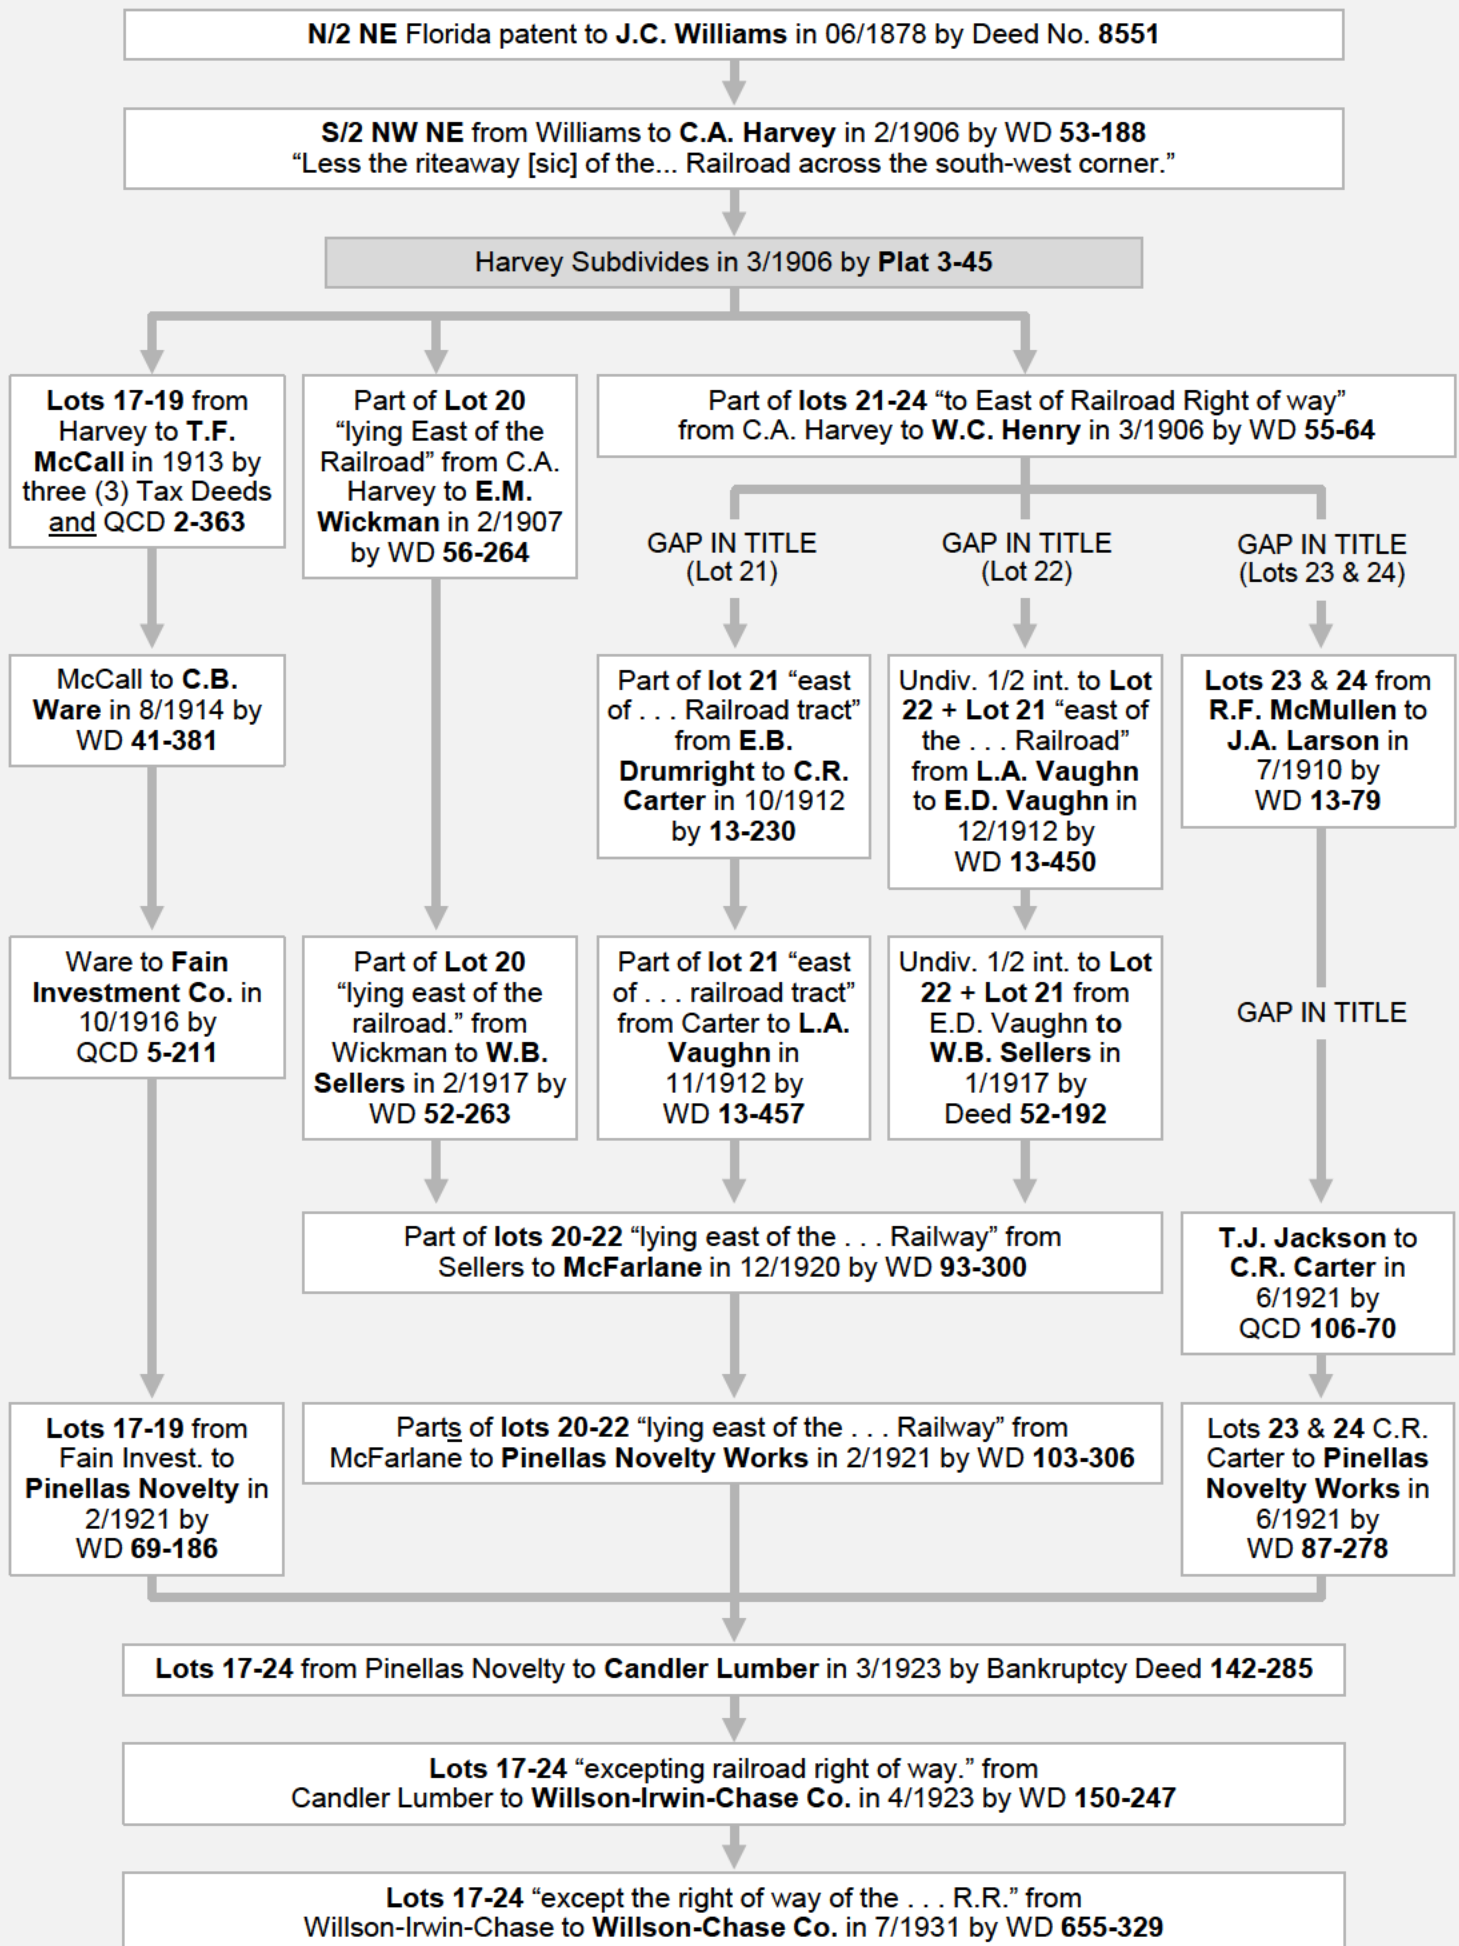 N/2 NE Florida patent to J.C. Williams in 06/1878 by Deed No. 8551
S/2 NW NE from Williams to C.A. Harvey in 2/1906 by WD 53-188
“Less the riteaway [sic] of the... Railroad across the south-west corner.”
Harvey Subdivides in 3/1906 by Plat 3-45
Lots 17-19 from
Harvey to T.F.
McCall in 1913 by
three (3) Tax Deeds
and QCD 2-363
Part of Lot 20
“lying East of the
Railroad” from C.A.
Harvey to E.M.
Wickman in 2/1907
by WD 56-264
Part of lots 21-24 “to East of Railroad Right of way”
from C.A. Harvey to W.C. Henry in 3/1906 by WD 55-64
GAP IN TITLE
(Lot 21)
GAP IN TITLE
(Lot 22)
GAP IN TITLE
(Lots 23 & 24)
McCall to C.B.
Ware in 8/1914 by
WD 41-381
Part of lot 21 “east
of . . . Railroad tract”
from E.B.
Drumright to C.R.
Carter in 10/1912
by 13-230
Undiv. 1/2 int. to Lot
22 + Lot 21 “east of
the . . . Railroad”
from L.A. Vaughn
to E.D. Vaughn in
12/1912 by
WD 13-450
Lots 23 & 24 from
R.F. McMullen to
J.A. Larson in
7/1910 by
WD 13-79
Ware to Fain
Investment Co. in
10/1916 by
QCD 5-211
Part of Lot 20
“lying east of the
railroad.” from
Wickman to W.B.
Sellers in 2/1917 by
WD 52-263
Part of lot 21 “east
of . . . railroad tract”
from Carter to L.A.
Vaughn in
11/1912 by
WD 13-457
Undiv. 1/2 int. to Lot
22 + Lot 21 from
E.D. Vaughn to
W.B. Sellers in
1/1917 by
Deed 52-192
GAP IN TITLE
Part of lots 20-22 “lying east of the . . . Railway” from
Sellers to McFarlane in 12/1920 by WD 93-300
T.J. Jackson to
C.R. Carter in
6/1921 by
QCD 106-70
Lots 17-19 from
Fain Invest. to
Pinellas Novelty in
2/1921 by
WD 69-186
Parts of lots 20-22 “lying east of the . . . Railway” from
McFarlane to Pinellas Novelty Works in 2/1921 by WD 103-306
Lots 23 & 24 C.R.
Carter to Pinellas
Novelty Works in
6/1921 by
WD 87-278
Lots 17-24 from Pinellas Novelty to Candler Lumber in 3/1923 by Bankruptcy Deed 142-285
Lots 17-24 “excepting railroad right of way.” from
Candler Lumber to Willson-Irwin-Chase Co. in 4/1923 by WD 150-247
Lots 17-24 “except the right of way of the . . . R.R.” from
Willson-Irwin-Chase to Willson-Chase Co. in 7/1931 by WD 655-329